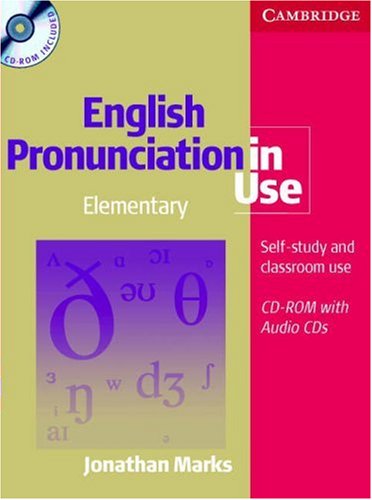 CD-ROM INCLUDED
CAMBRIDGE
English
Pronunciation in
Use
Elementary
Self-study and
classroom use
CD-ROM with
Audio CDs
ʌ ɑː ɔɪ
ð əʊ θ
ɜ ŋ w dʒ ʃ
aɪ
Jonathan Marks